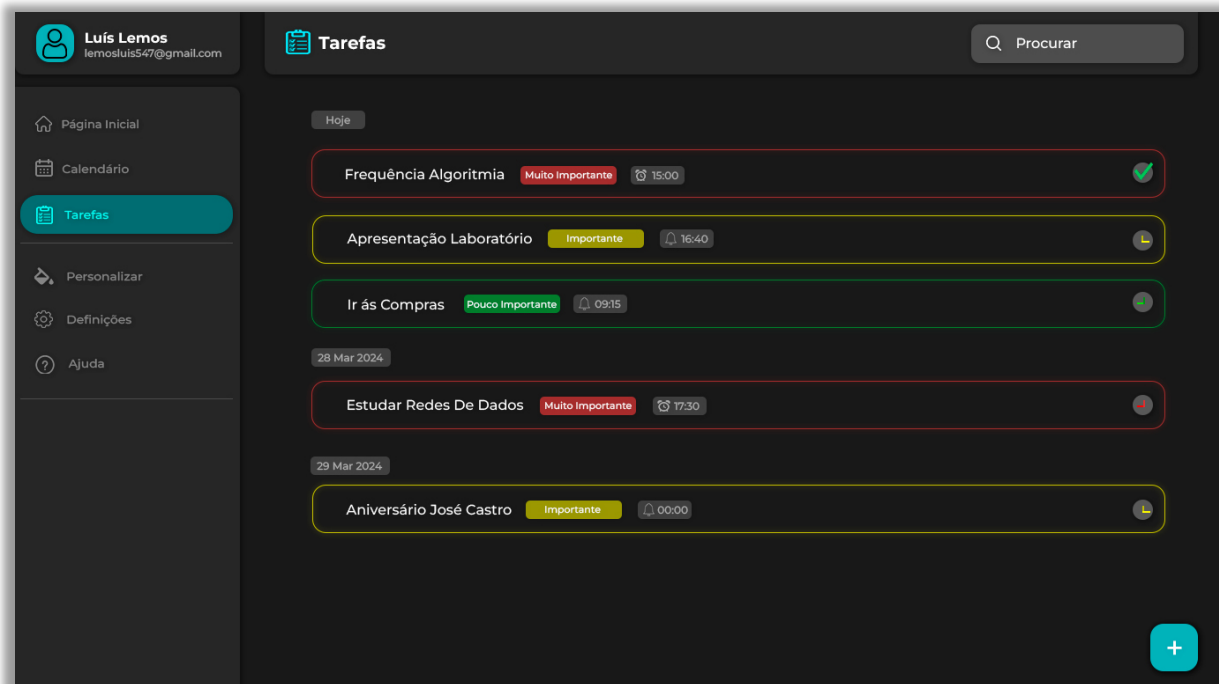 Luís Lemos
lemosluis547@gmail.com
Tarefas
Procurar
Página Inicial
Calendário
Tarefas
Personalizar
Definições
Ajuda
Hoje
Frequência Algoritmia Muito Importante 15:00
Apresentação Laboratório Importante 16:40
Ir ás Compras Pouco Importante 09:15
28 Mar 2024
Estudar Redes De Dados Muito Importante 17:30
29 Mar 2024
Aniversário José Castro Importante 00:00